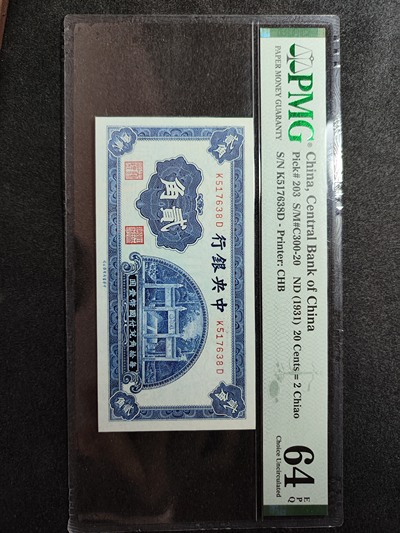 PMG®
PAPER MONEY GUARANTY
China, Central Bank of China
Pick# 203 S/M#C300-20 ND (1931) 20 Cents = 2 Chiao
S/N K517638D - Printer: CHB
64 EPQ
Choice Uncirculated
中央銀行
K517638D
K517638D
貳角